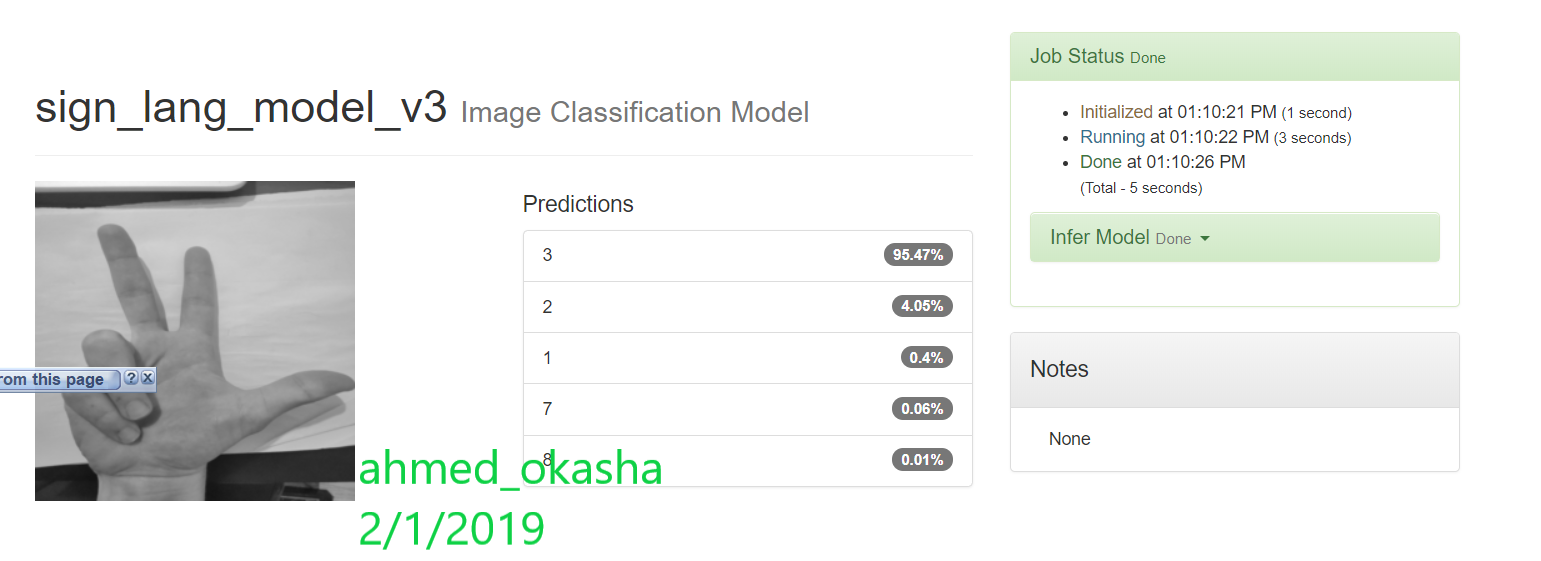 sign_lang_model_v3 Image Classification Model
Predictions
3 95.47%
2 4.05%
1 0.4%
7 0.06%
8 0.01%
rom this page ? X
ahmed_okasha
2/1/2019
Job Status Done
Initialized at 01:10:21 PM (1 second)
Running at 01:10:22 PM (3 seconds)
Done at 01:10:26 PM
(Total - 5 seconds)
Infer Model Done
Notes
None